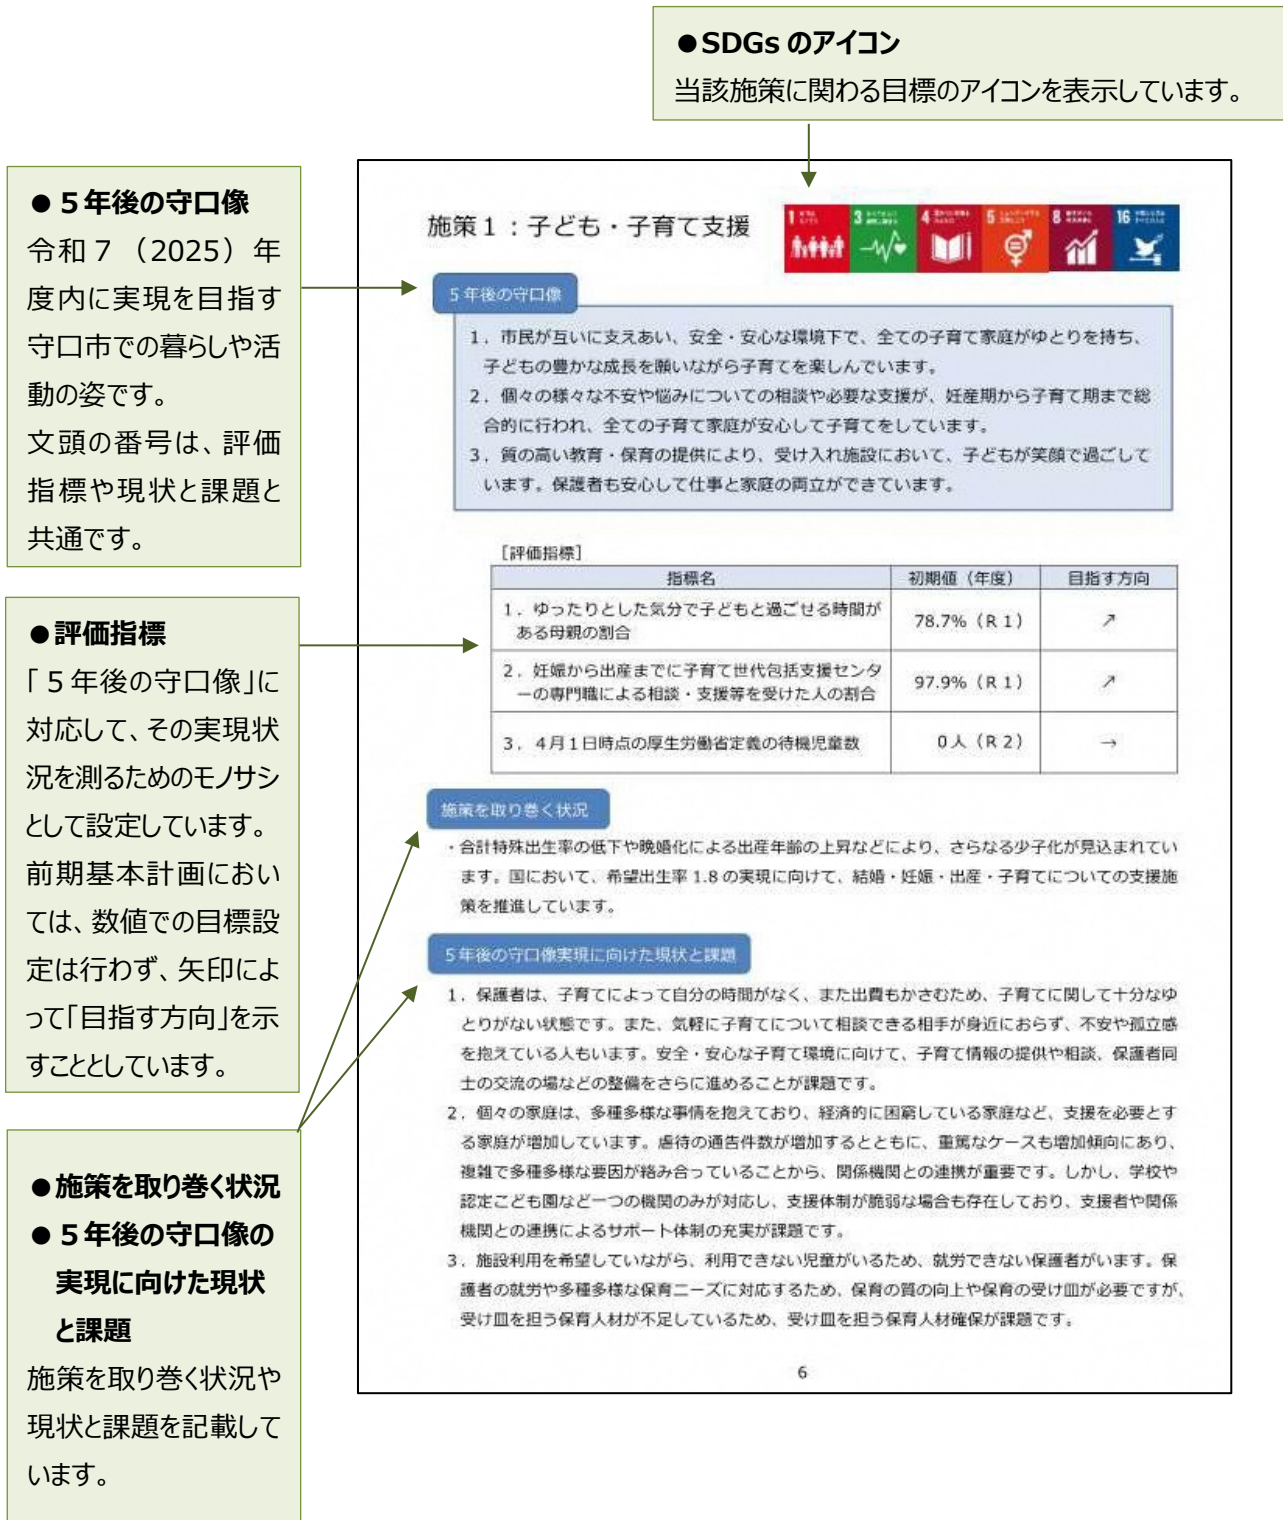 ●SDGs のアイコン
当該施策に関わる目標のアイコンを表示しています。
●５年後の守口像
令和７（2025）年
度内に実現を目指す
守口市での暮らしや活
動の姿です。
文頭の番号は、評価
指標や現状と課題と
共通です。
●評価指標
「５年後の守口像」に
対応して、その実現状
況を測るためのモノサシ
として設定しています。
前期基本計画におい
ては、数値での目標設
定は行わず、矢印によ
って「目指す方向」を示
すこととしています。
●施策を取り巻く状況
●５年後の守口像の
実現に向けた現状
と課題
施策を取り巻く状況や
現状と課題を記載して
います。
施策１：子ども・子育て支援
1 3 4 5 8 16
５年後の守口像
1．市民が互いに支えあい、安全・安心な環境下で、全ての子育て家庭がゆとりを持ち、
子どもの豊かな成長を願いながら子育てを楽しんでいます。
2．個々の様々な不安や悩みについての相談や必要な支援が、妊産期から子育て期まで総
合的に行われ、全ての子育て家庭が安心して子育てをしています。
3．質の高い教育・保育の提供により、受け入れ施設において、子どもが笑顔で過ごして
います。保護者も安心して仕事と家庭の両立ができています。
［評価指標］
指標名 初期値（年度） 目指す方向
1．ゆったりとした気分で子どもと過ごせる時間が
ある母親の割合 78.7%（R１） ↗
2．妊娠から出産までに子育て世代包括支援センタ
ーの専門職による相談・支援等を受けた人の割合 97.9%（R１） ↗
3．４月１日時点の厚生労働省定義の待機児童数 ０人（R２） →
施策を取り巻く状況
・合計特殊出生率の低下や晩婚化による出産年齢の上昇などにより、さらなる少子化が見込まれてい
ます。国において、希望出生率 1.8 の実現に向けて、結婚・妊娠・出産・子育てについての支援施
策を推進しています。
５年後の守口像実現に向けた現状と課題
1．保護者は、子育てによって自分の時間がなく、また出費もかさむため、子育てに関して十分なゆ
とりがない状態です。また、気軽に子育てについて相談できる相手が身近におらず、不安や孤立感
を抱えている人もいます。安全・安心な子育て環境に向けて、子育て情報の提供や相談、保護者同
士の交流の場などの整備をさらに進めることが課題です。
2．個々の家庭は、多種多様な事情を抱えており、経済的に困窮している家庭など、支援を必要とす
る家庭が増加しています。虐待の通告件数が増加するとともに、重篤なケースも増加傾向にあり、
複雑で多種多様な要因が絡み合っていることから、関係機関との連携が重要です。しかし、学校や
認定こども園など一つの機関のみが対応し、支援体制が脆弱な場合も存在しており、支援者や関係
機関との連携によるサポート体制の充実が課題です。
3．施設利用を希望していながら、利用できない児童がいるため、就労できない保護者がいます。保
護者の就労や多種多様な保育ニーズに対応するため、保育の質の向上や保育の受け皿が必要ですが、
受け皿を担う保育人材が不足しているため、受け皿を担う保育人材確保が課題です。
6